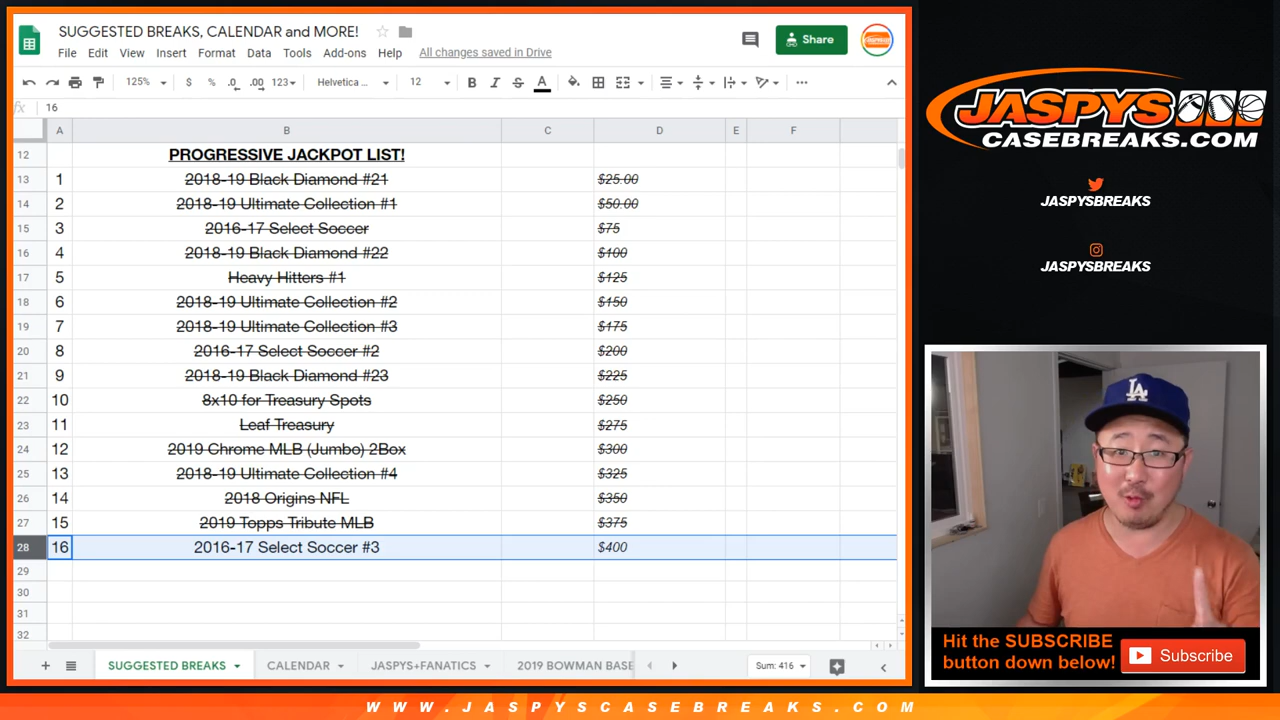 SUGGESTED BREAKS, CALENDAR and MORE!
File Edit View Insert Format Data Tools Add-ons Help All changes saved in Drive
Share
125% $ % .0 .00 123 Helvetica ... 12 B I S A ...
fx 16
A B C D E F
12 PROGRESSIVE JACKPOT LIST!
13 1 2018-19 Black Diamond #21 $25.00
14 2 2018-19 Ultimate Collection #1 $50.00
15 3 2016-17 Select Soccer $75
16 4 2018-19 Black Diamond #22 $100
17 5 Heavy Hitters #1 $125
18 6 2018-19 Ultimate Collection #2 $150
19 7 2018-19 Ultimate Collection #3 $175
20 8 2016-17 Select Soccer #2 $200
21 9 2018-19 Black Diamond #23 $225
22 10 8x10 for Treasury Spots $250
23 11 Leaf Treasury $275
24 12 2019 Chrome MLB (Jumbo) 2Box $300
25 13 2018-19 Ultimate Collection #4 $325
26 14 2018 Origins NFL $350
27 15 2019 Topps Tribute MLB $375
28 16 2016-17 Select Soccer #3 $400
29
30
31
32
SUGGESTED BREAKS CALENDAR JASPYS+FANATICS 2019 BOWMAN BASE Sum: 416
JASPYS
CASEBREAKS.COM
JASPYSBREAKS
JASPYSBREAKS
LA
Hit the SUBSCRIBE
button down below!
Subscribe
WWW.JASPYSCASEBREAKS.COM